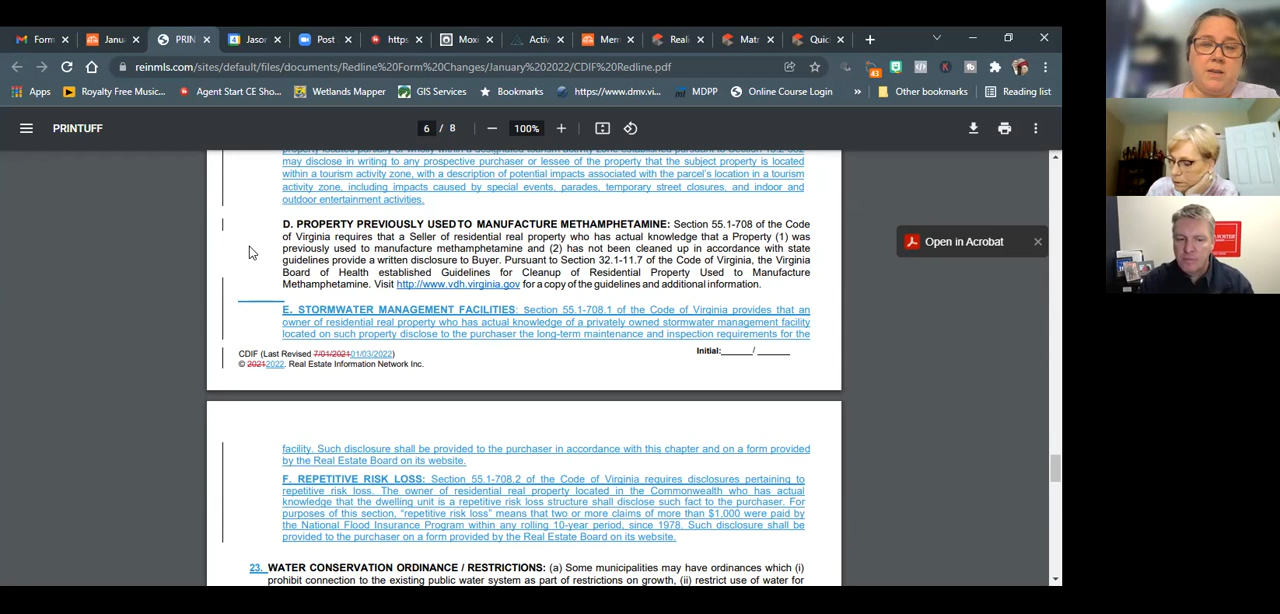 Form
Janua
PRIN
Jason
Post
https
Moxi
Activ
Mem
Reali
Matr
Quic
reinmls.com/sites/default/files/documents/Redline%20Form%20Changes/January%202022/CDIF%20Redline.pdf
43
Apps
Royalty Free Music...
Agent Start CE Sho...
Wetlands Mapper
GIS Services
Bookmarks
https://www.dmv.vi...
MDPP
Online Course Login
»
Other bookmarks
Reading list
PRINTUFF
6 / 8
100%
may disclose in writing to any prospective purchaser or lessee of the property that the subject property is located
within a tourism activity zone, with a description of potential impacts associated with the parcel's location in a tourism
activity zone, including impacts caused by special events, parades, temporary street closures, and indoor and
outdoor entertainment activities.
D. PROPERTY PREVIOUSLY USED TO MANUFACTURE METHAMPHETAMINE: Section 55.1-708 of the Code
of Virginia requires that a Seller of residential real property who has actual knowledge that a Property (1) was
previously used to manufacture methamphetamine and (2) has not been cleaned up in accordance with state
guidelines provide a written disclosure to Buyer. Pursuant to Section 32.1-11.7 of the Code of Virginia, the Virginia
Board of Health established Guidelines for Cleanup of Residential Property Used to Manufacture
Methamphetamine. Visit http://www.vdh.virginia.gov for a copy of the guidelines and additional information.
E. STORMWATER MANAGEMENT FACILITIES: Section 55.1-708.1 of the Code of Virginia provides that an
owner of residential real property who has actual knowledge of a privately owned stormwater management facility
located on such property disclose to the purchaser the long-term maintenance and inspection requirements for the
CDIF (Last Revised 7/01/202101/03/2022)
Initial:______/ ______
© 20212022. Real Estate Information Network Inc.
facility. Such disclosure shall be provided to the purchaser in accordance with this chapter and on a form provided
by the Real Estate Board on its website.
F. REPETITIVE RISK LOSS: Section 55.1-708.2 of the Code of Virginia requires disclosures pertaining to
repetitive risk loss. The owner of residential real property located in the Commonwealth who has actual
knowledge that the dwelling unit is a repetitive risk loss structure shall disclose such fact to the purchaser. For
purposes of this section, "repetitive risk loss" means that two or more claims of more than $1,000 were paid by
the National Flood Insurance Program within any rolling 10-year period, since 1978. Such disclosure shall be
provided to the purchaser on a form provided by the Real Estate Board on its website.
23. WATER CONSERVATION ORDINANCE / RESTRICTIONS: (a) Some municipalities may have ordinances which (i)
prohibit connection to the existing public water system as part of restrictions on growth, (ii) restrict use of water for
Open in Acrobat